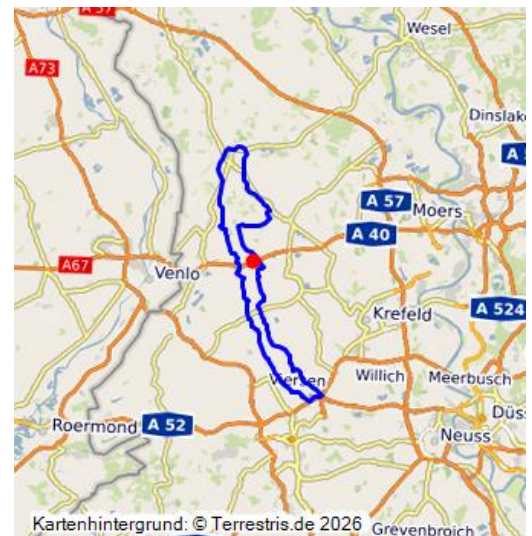 A 57
Wesel
A73
Dinslake
A 57
Moers
A 40
A67
Venlo
A 524
Krefeld
Viersen
Willich
Meerbusch
A 52
Düss
Roermond
Neuss
Kartenhintergrund: © Terrestris.de 2026
Grevenbroich